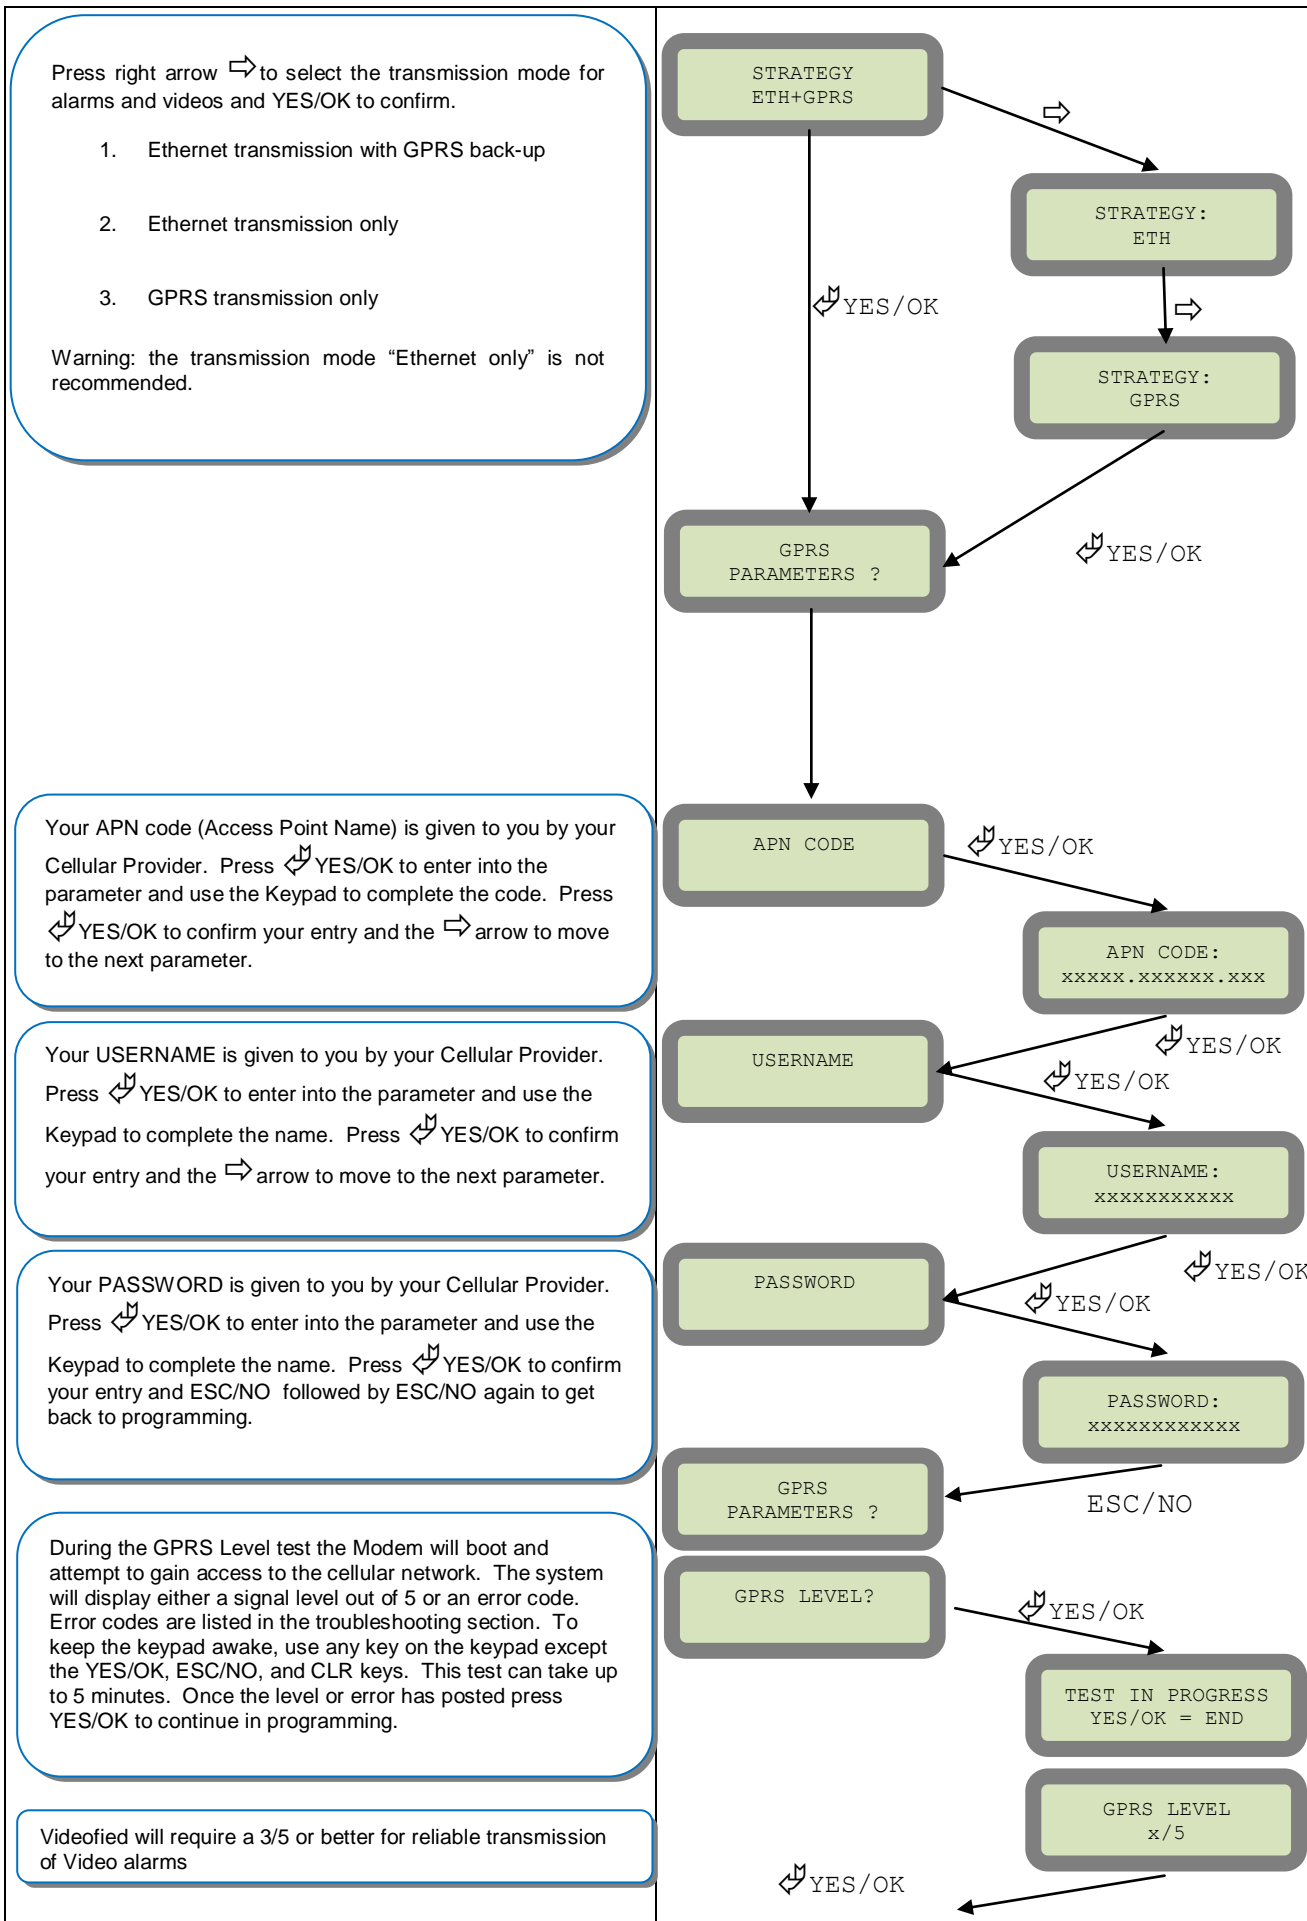 Press right arrow ⇨ to select the transmission mode for
alarms and videos and YES/OK to confirm.
1. Ethernet transmission with GPRS back-up
2. Ethernet transmission only
3. GPRS transmission only
Warning: the transmission mode “Ethernet only” is not
recommended.
STRATEGY
ETH+GPRS
⇨
STRATEGY:
ETH
YES/OK
⇨
STRATEGY:
GPRS
GPRS
PARAMETERS ?
YES/OK
Your APN code (Access Point Name) is given to you by your
Cellular Provider. Press YES/OK to enter into the
parameter and use the Keypad to complete the code. Press
YES/OK to confirm your entry and the ⇨ arrow to move
to the next parameter.
APN CODE
YES/OK
APN CODE:
xxxxx.xxxxxx.xxx
YES/OK
Your USERNAME is given to you by your Cellular Provider.
Press YES/OK to enter into the parameter and use the
Keypad to complete the name. Press YES/OK to confirm
your entry and the ⇨ arrow to move to the next parameter.
USERNAME
YES/OK
USERNAME:
xxxxxxxxxxx
YES/OK
Your PASSWORD is given to you by your Cellular Provider.
Press YES/OK to enter into the parameter and use the
Keypad to complete the name. Press YES/OK to confirm
your entry and ESC/NO followed by ESC/NO again to get
back to programming.
PASSWORD
YES/OK
PASSWORD:
xxxxxxxxxxxx
ESC/NO
GPRS
PARAMETERS ?
During the GPRS Level test the Modem will boot and
attempt to gain access to the cellular network. The system
will display either a signal level out of 5 or an error code.
Error codes are listed in the troubleshooting section. To
keep the keypad awake, use any key on the keypad except
the YES/OK, ESC/NO, and CLR keys. This test can take up
to 5 minutes. Once the level or error has posted press
YES/OK to continue in programming.
GPRS LEVEL?
YES/OK
TEST IN PROGRESS
YES/OK = END
GPRS LEVEL
x/5
Videofied will require a 3/5 or better for reliable transmission
of Video alarms
YES/OK